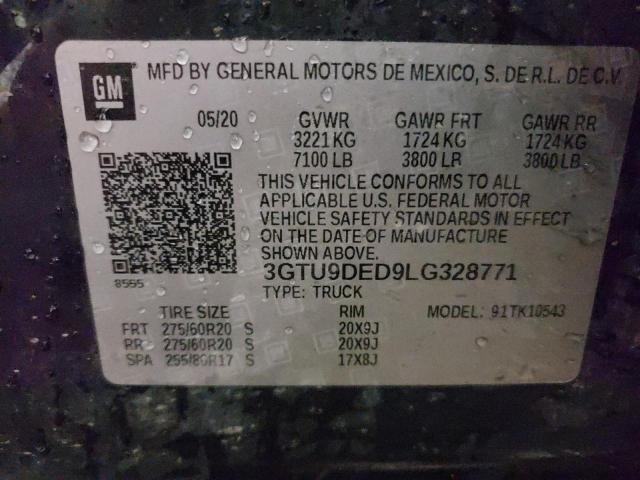 GM MFD BY GENERAL MOTORS DE MEXICO, S. DE R.L. DE C.V.
05/20 GVWR GAWR FRT GAWR RR
3221 KG 1724 KG 1724 KG
7100 LB 3800 LB 3800 LB
THIS VEHICLE CONFORMS TO ALL
APPLICABLE U.S. FEDERAL MOTOR
VEHICLE SAFETY STANDARDS IN EFFECT
ON THE DATE OF MANUFACTURE
SHOWN ABOVE.
8595 3GTU9DED9LG328771
TYPE: TRUCK
TIRE SIZE RIM MODEL: 91TK10543
FRT 275/60R20 S 20X9J
RR 275/60R20 S 20X9J
SPA 255/80R17 S 17X8J